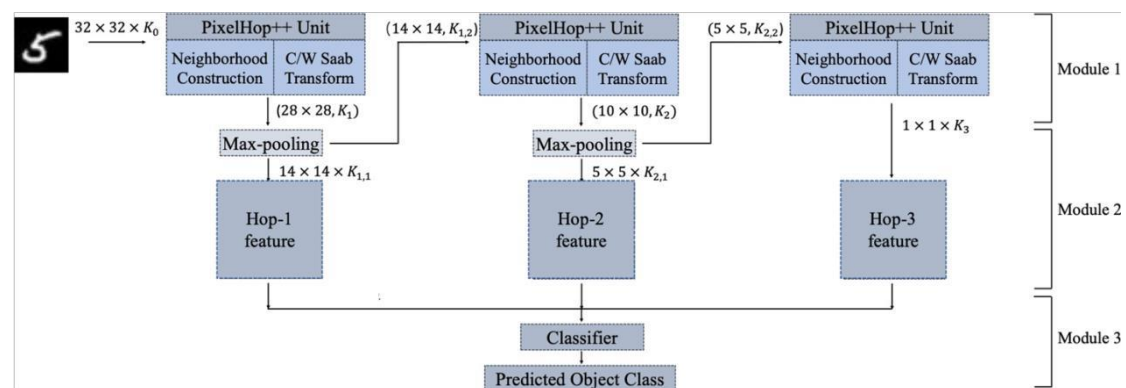 32 × 32 × K₀
PixelHop++ Unit
Neighborhood Construction
C/W Saab Transform
(14 × 14, K₁,₂)
PixelHop++ Unit
Neighborhood Construction
C/W Saab Transform
(5 × 5, K₂,₂)
PixelHop++ Unit
Neighborhood Construction
C/W Saab Transform
Module 1
(28 × 28, K₁)
(10 × 10, K₂)
1 × 1 × K₃
Max-pooling
Max-pooling
14 × 14 × K₁,₁
5 × 5 × K₂,₁
Hop-1
feature
Hop-2
feature
Hop-3
feature
Module 2
Classifier
Module 3
Predicted Object Class